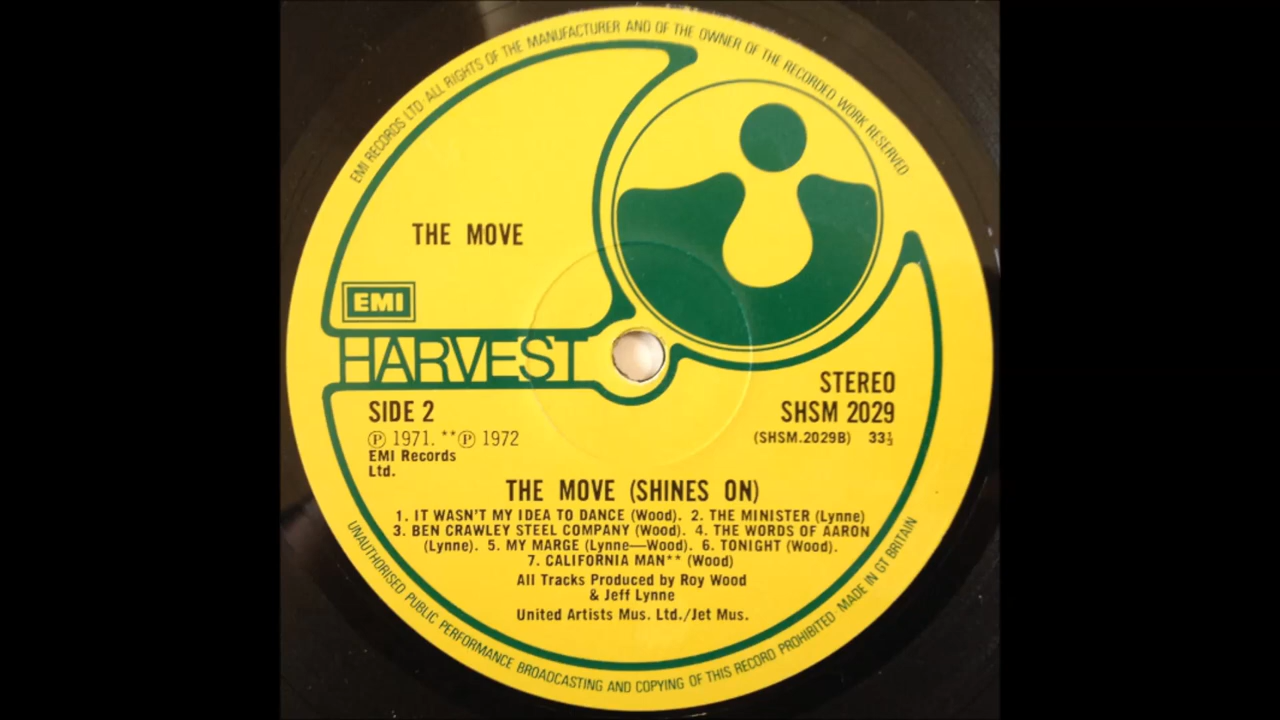 EMI RECORDS LTD· ALL RIGHTS OF THE MANUFACTURER AND OF THE OWNER OF THE RECORDED WORK RESERVED
THE MOVE
EMI
HARVEST
STEREO
SIDE 2
SHSM 2029
Ⓟ 1971. **Ⓟ 1972
(SHSM.2029B) 33⅓
EMI Records
Ltd.
THE MOVE (SHINES ON)
1. IT WASN'T MY IDEA TO DANCE (Wood). 2. THE MINISTER (Lynne)
3. BEN CRAWLEY STEEL COMPANY (Wood). 4. THE WORDS OF AARON
(Lynne). 5. MY MARGE (Lynne—Wood). 6. TONIGHT (Wood).
7. CALIFORNIA MAN** (Wood)
All Tracks Produced by Roy Wood
& Jeff Lynne
United Artists Mus. Ltd./Jet Mus.
UNAUTHORISED PUBLIC PERFORMANCE BROADCASTING AND COPYING OF THIS RECORD PROHIBITED· MADE IN GT BRITAIN